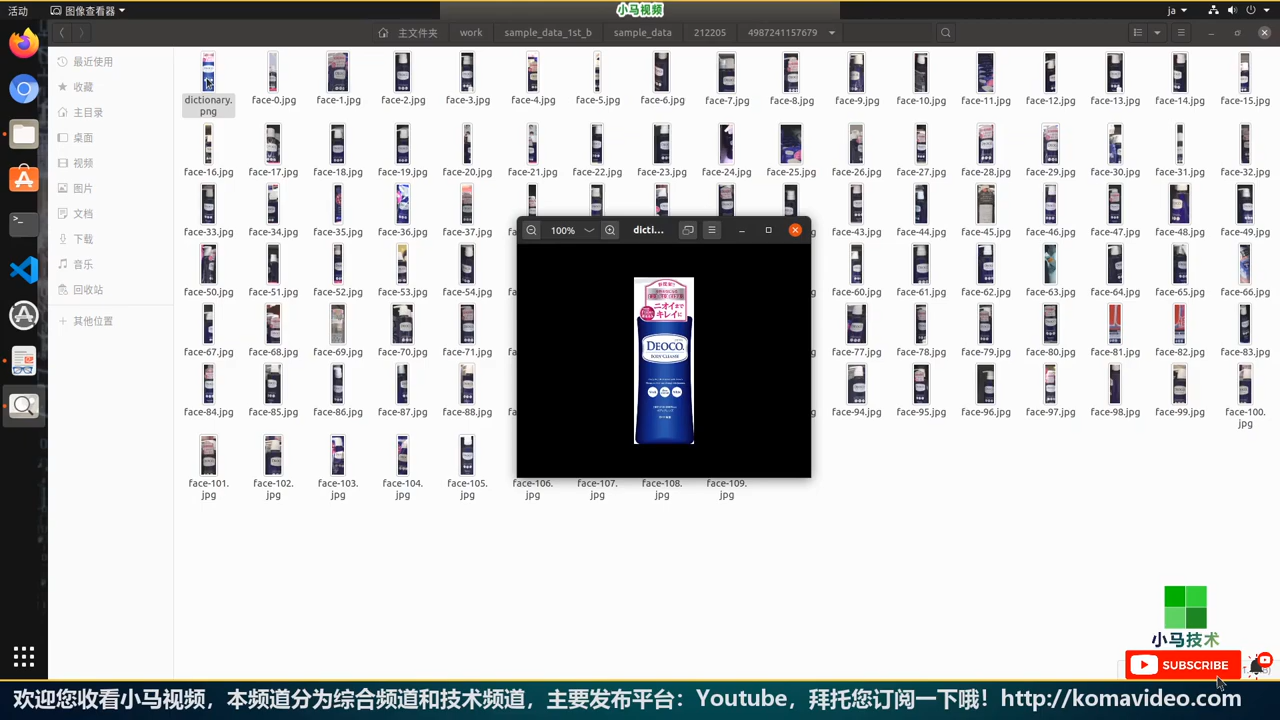 活动
图像查看器
小马视频
ja
主文件夹
work
sample_data_1st_b
sample_data
212205
4987241157679
最近使用
收藏
主目录
桌面
视频
图片
文档
下载
音乐
回收站
其他位置
dictionary.png
face-0.jpg
face-1.jpg
face-2.jpg
face-3.jpg
face-4.jpg
face-5.jpg
face-6.jpg
face-7.jpg
face-8.jpg
face-9.jpg
face-10.jpg
face-11.jpg
face-12.jpg
face-13.jpg
face-14.jpg
face-15.jpg
face-16.jpg
face-17.jpg
face-18.jpg
face-19.jpg
face-20.jpg
face-21.jpg
face-22.jpg
face-23.jpg
face-24.jpg
face-25.jpg
face-26.jpg
face-27.jpg
face-28.jpg
face-29.jpg
face-30.jpg
face-31.jpg
face-32.jpg
face-33.jpg
face-34.jpg
face-35.jpg
face-36.jpg
face-37.jpg
face-43.jpg
face-44.jpg
face-45.jpg
face-46.jpg
face-47.jpg
face-48.jpg
face-49.jpg
face-50.jpg
face-51.jpg
face-52.jpg
face-53.jpg
face-54.jpg
face-60.jpg
face-61.jpg
face-62.jpg
face-63.jpg
face-64.jpg
face-65.jpg
face-66.jpg
face-67.jpg
face-68.jpg
face-69.jpg
face-70.jpg
face-71.jpg
face-77.jpg
face-78.jpg
face-79.jpg
face-80.jpg
face-81.jpg
face-82.jpg
face-83.jpg
face-84.jpg
face-85.jpg
face-86.jpg
face-87.jpg
face-88.jpg
face-94.jpg
face-95.jpg
face-96.jpg
face-97.jpg
face-98.jpg
face-99.jpg
face-100.jpg
face-101.jpg
face-102.jpg
face-103.jpg
face-104.jpg
face-105.jpg
face-106.jpg
face-107.jpg
face-108.jpg
face-109.jpg
100%
dicti...
ニオイまで
キレイに
DEOCO.
BODY CLEANSE
小马技术
SUBSCRIBE
欢迎您收看小马视频，本频道分为综合频道和技术频道，主要发布平台：Youtube，拜托您订阅一下哦！http://komavideo.com